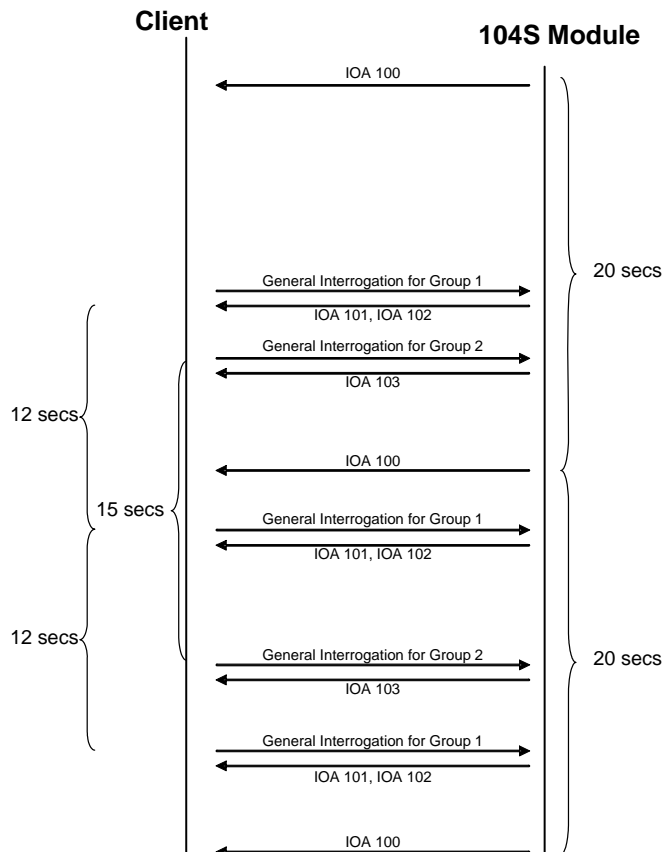 Client
104S Module
IOA 100
20 secs
General Interrogation for Group 1
IOA 101, IOA 102
General Interrogation for Group 2
IOA 103
12 secs
IOA 100
15 secs
General Interrogation for Group 1
IOA 101, IOA 102
12 secs
General Interrogation for Group 2
20 secs
IOA 103
General Interrogation for Group 1
IOA 101, IOA 102
IOA 100